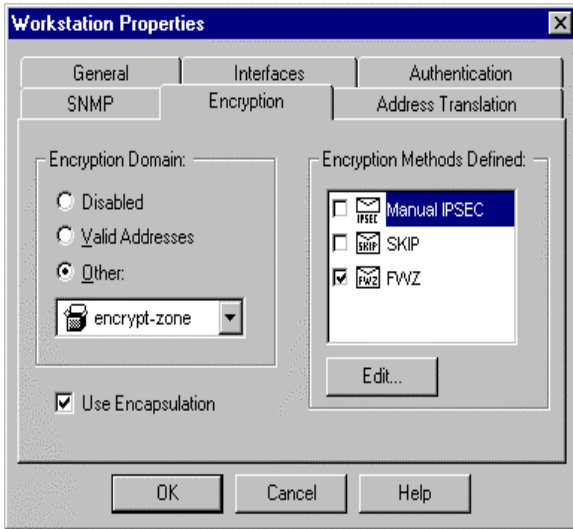 Workstation Properties
General Interfaces Authentication
SNMP Encryption Address Translation
Encryption Domain:
Disabled
Valid Addresses
Other:
encrypt-zone
Use Encapsulation
Encryption Methods Defined:
IPSEC Manual IPSEC
SKIP SKIP
FWZ FWZ
Edit...
OK Cancel Help